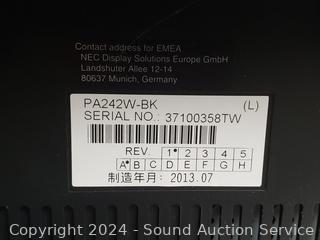 Contact address for EMEA
NEC Display Solutions Europe GmbH
Landshuter Allee 12-14
80637 Munich, Germany
PA242W-BK (L)
SERIAL NO.: 37100358TW
REV. 1 2 3 4 5
A B C D E F G H
制造年月: 2013.07
Copyright 2024 - Sound Auction Service